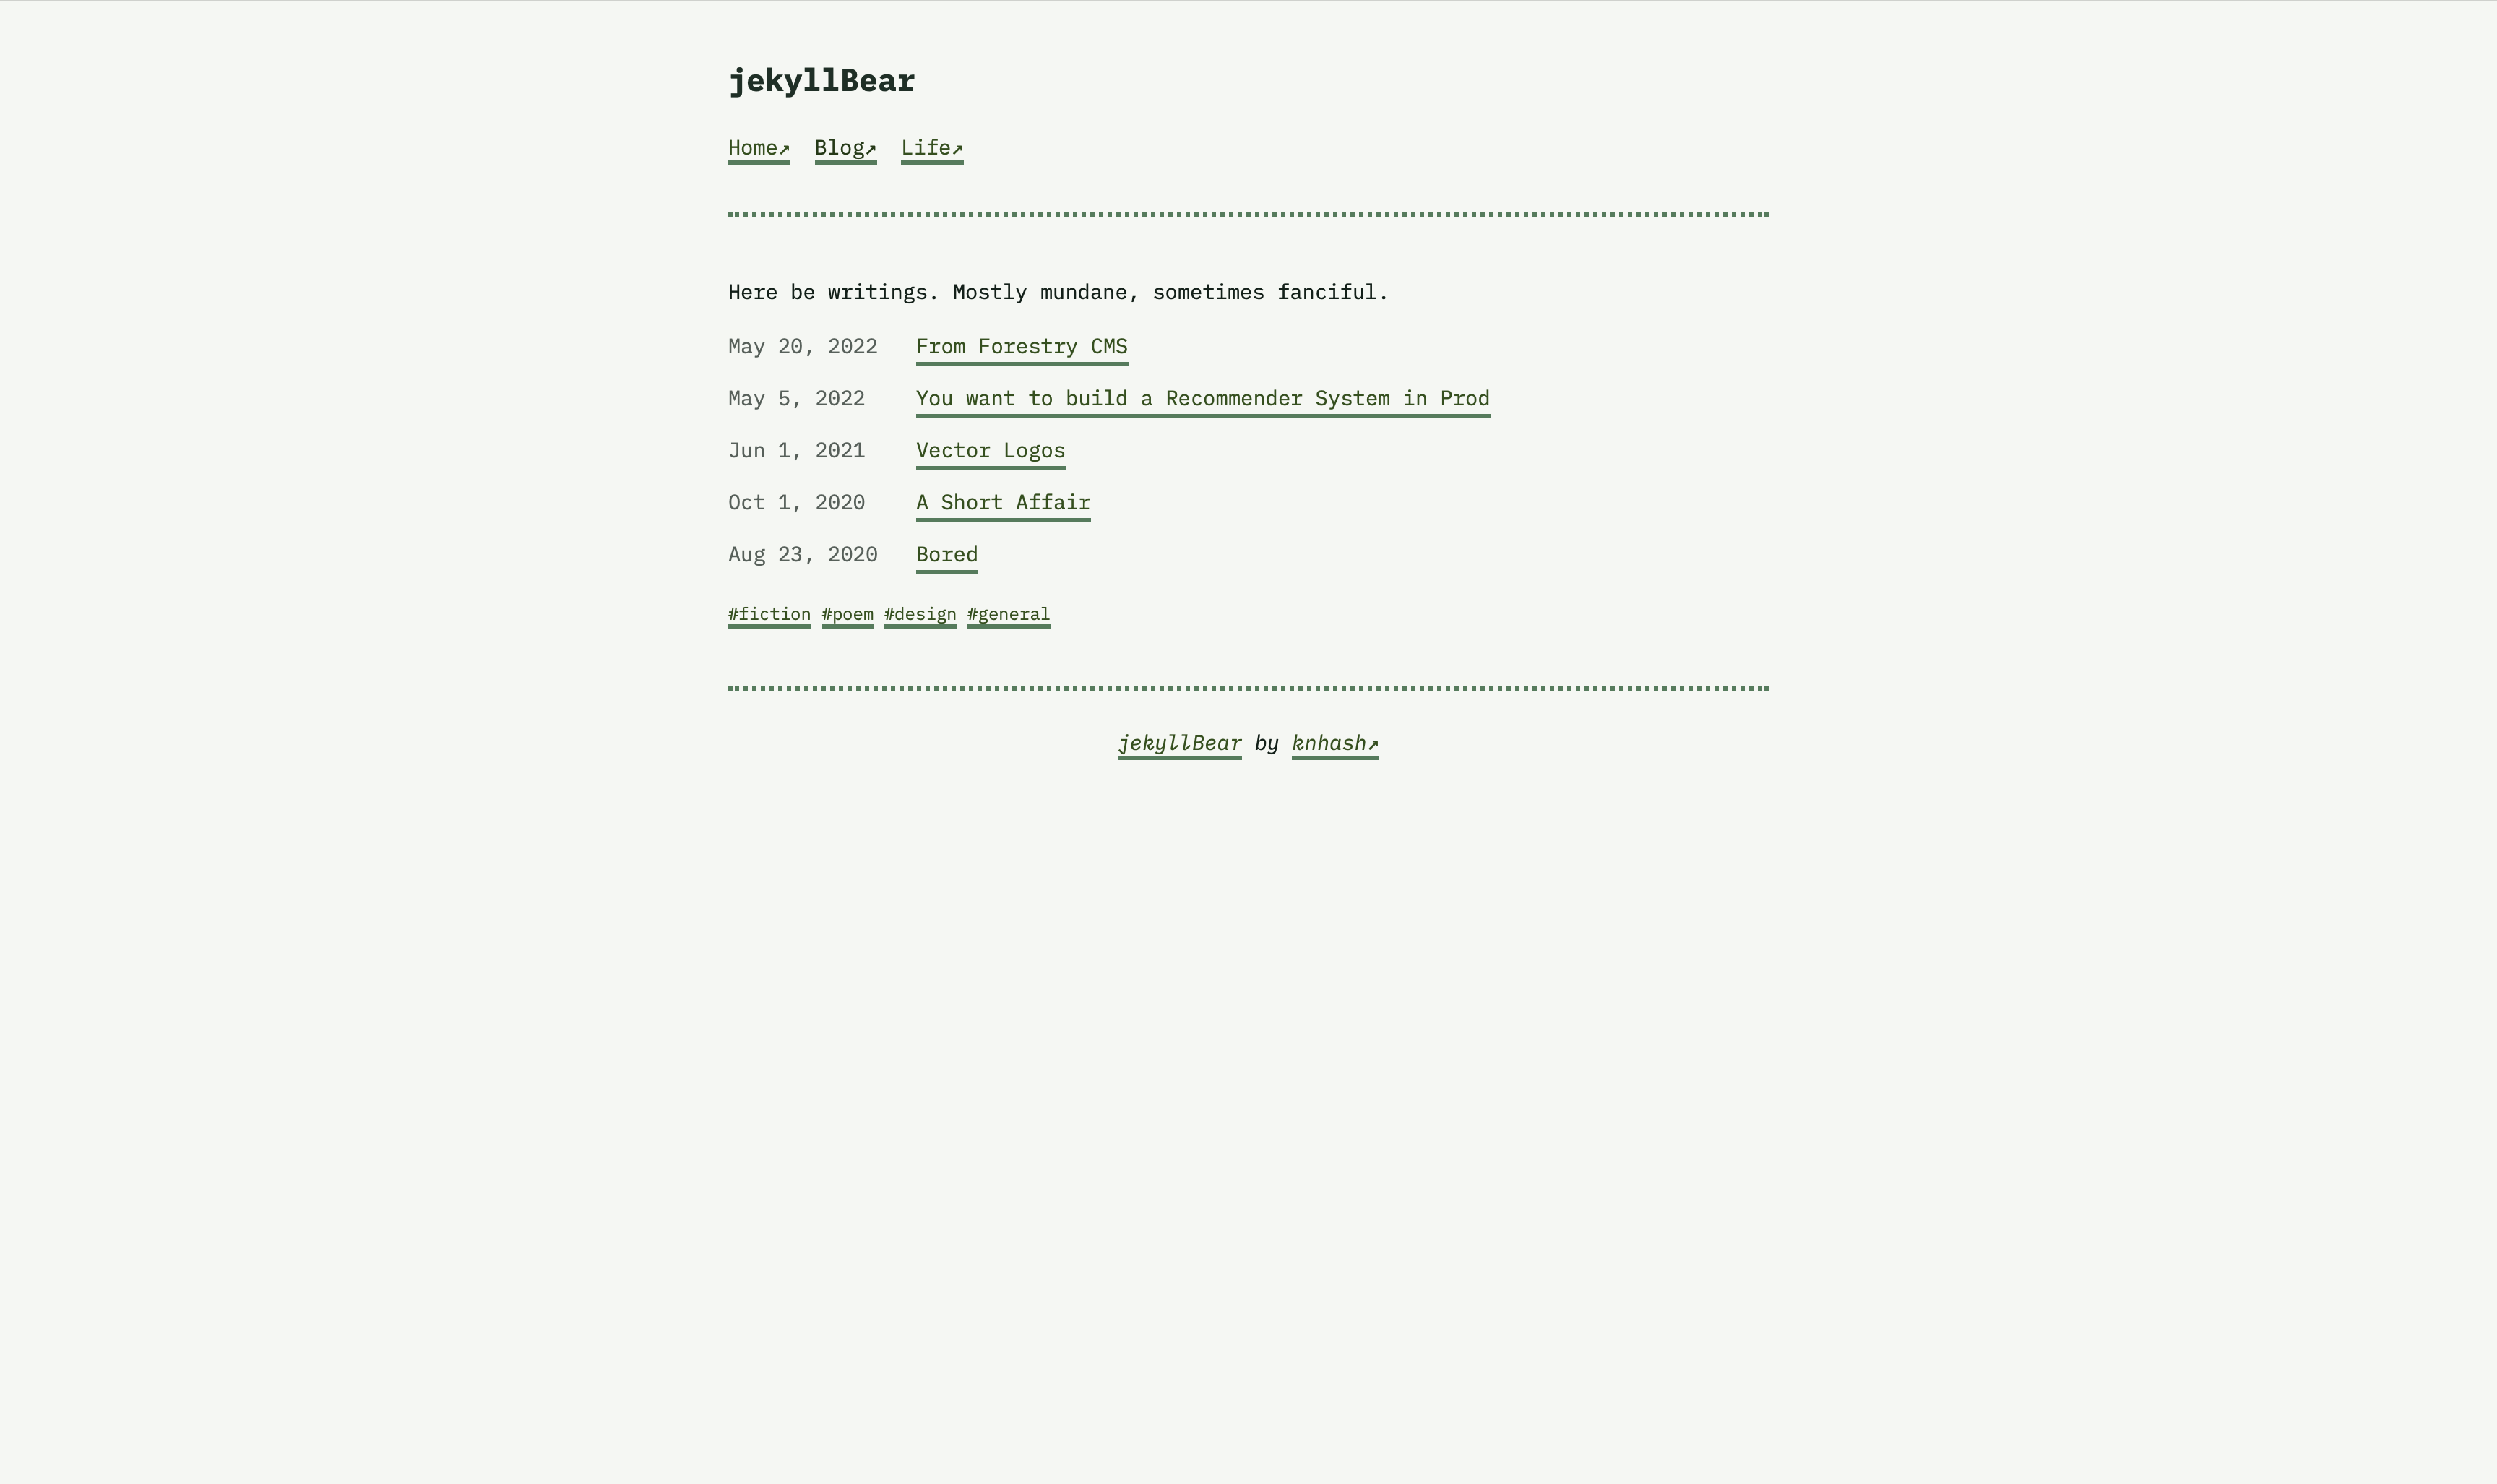 jekyllBear
Home↗ Blog↗ Life↗
Here be writings. Mostly mundane, sometimes fanciful.
May 20, 2022 From Forestry CMS
May 5, 2022 You want to build a Recommender System in Prod
Jun 1, 2021 Vector Logos
Oct 1, 2020 A Short Affair
Aug 23, 2020 Bored
#fiction #poem #design #general
jekyllBear by knhash↗